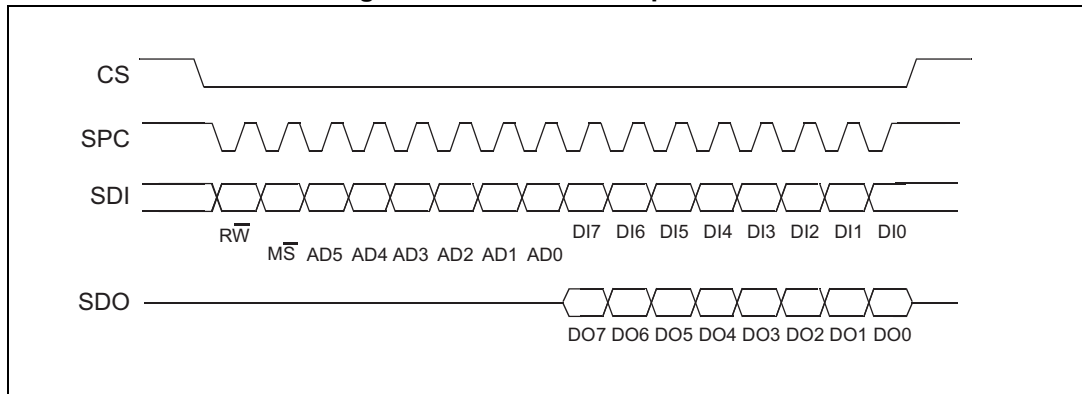 CS
SPC
SDI
RW̅
DI7 DI6 DI5 DI4 DI3 DI2 DI1 DI0
MS̅ AD5 AD4 AD3 AD2 AD1 AD0
SDO
DO7 DO6 DO5 DO4 DO3 DO2 DO1 DO0